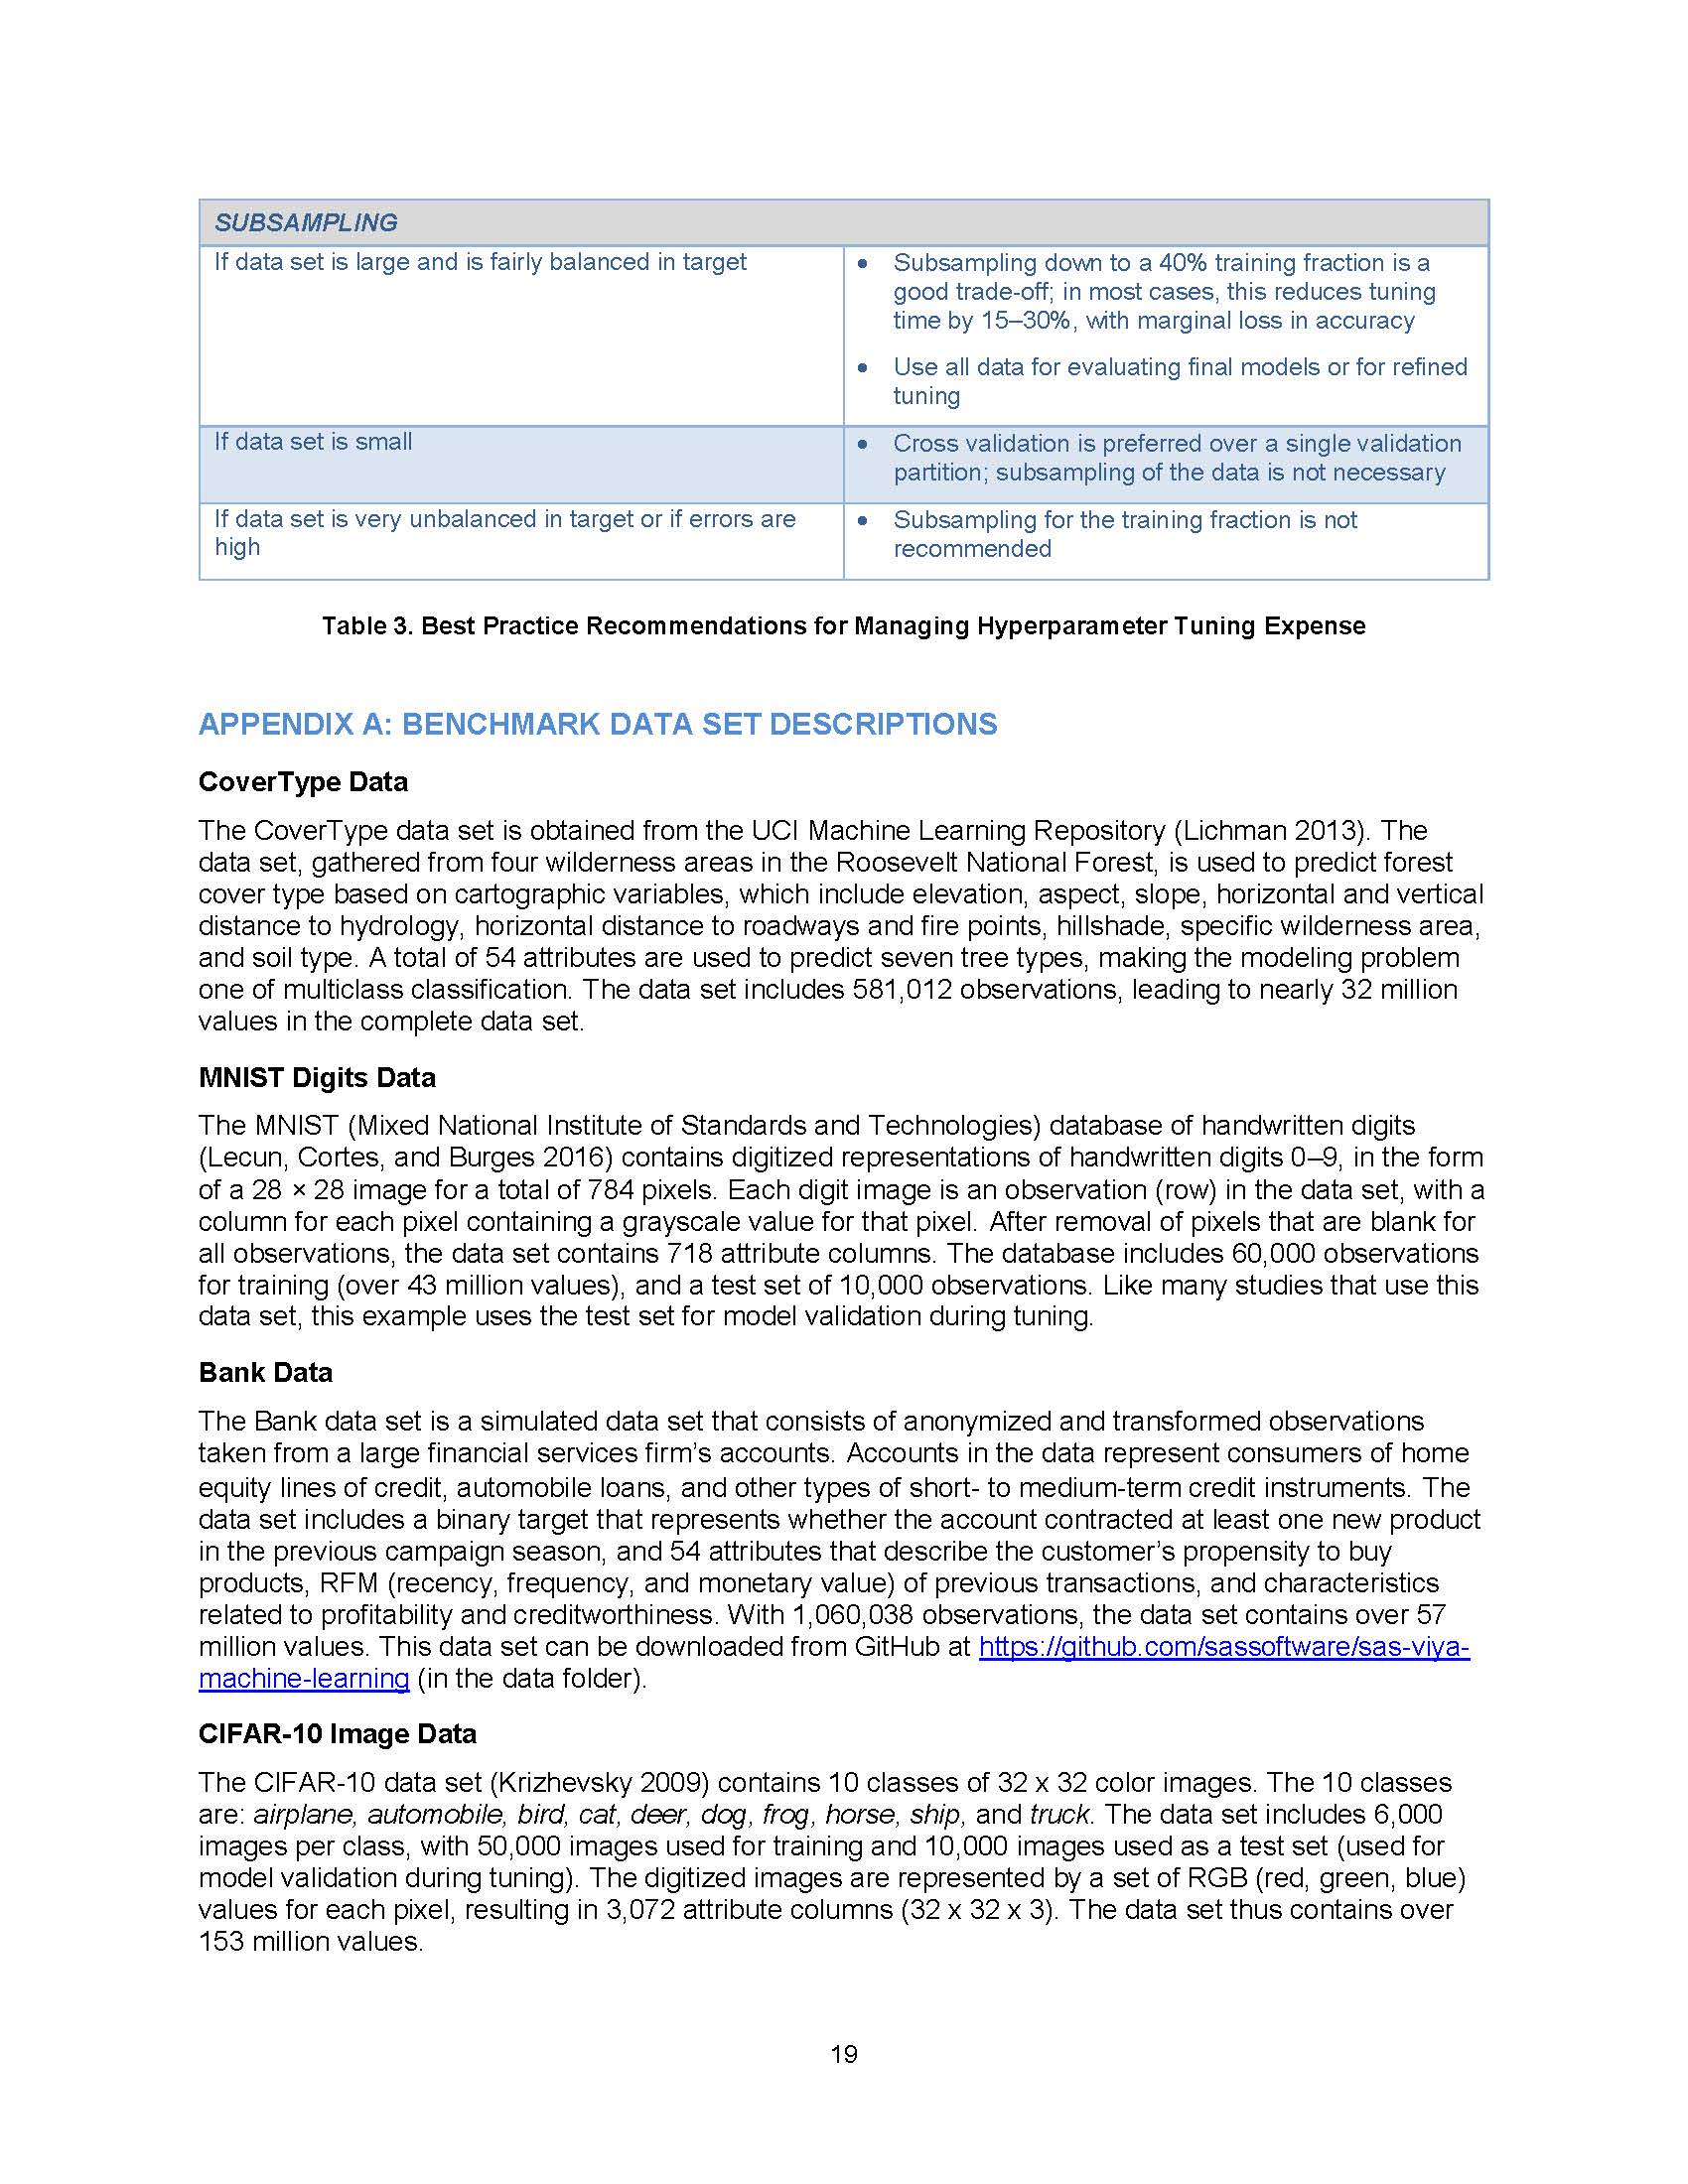 SUBSAMPLING
If data set is large and is fairly balanced in target
• Subsampling down to a 40% training fraction is a
good trade-off; in most cases, this reduces tuning
time by 15–30%, with marginal loss in accuracy
• Use all data for evaluating final models or for refined
tuning
If data set is small
• Cross validation is preferred over a single validation
partition; subsampling of the data is not necessary
If data set is very unbalanced in target or if errors are
high
• Subsampling for the training fraction is not
recommended
Table 3. Best Practice Recommendations for Managing Hyperparameter Tuning Expense
APPENDIX A: BENCHMARK DATA SET DESCRIPTIONS
CoverType Data
The CoverType data set is obtained from the UCI Machine Learning Repository (Lichman 2013). The
data set, gathered from four wilderness areas in the Roosevelt National Forest, is used to predict forest
cover type based on cartographic variables, which include elevation, aspect, slope, horizontal and vertical
distance to hydrology, horizontal distance to roadways and fire points, hillshade, specific wilderness area,
and soil type. A total of 54 attributes are used to predict seven tree types, making the modeling problem
one of multiclass classification. The data set includes 581,012 observations, leading to nearly 32 million
values in the complete data set.
MNIST Digits Data
The MNIST (Mixed National Institute of Standards and Technologies) database of handwritten digits
(Lecun, Cortes, and Burges 2016) contains digitized representations of handwritten digits 0–9, in the form
of a 28 × 28 image for a total of 784 pixels. Each digit image is an observation (row) in the data set, with a
column for each pixel containing a grayscale value for that pixel. After removal of pixels that are blank for
all observations, the data set contains 718 attribute columns. The database includes 60,000 observations
for training (over 43 million values), and a test set of 10,000 observations. Like many studies that use this
data set, this example uses the test set for model validation during tuning.
Bank Data
The Bank data set is a simulated data set that consists of anonymized and transformed observations
taken from a large financial services firm's accounts. Accounts in the data represent consumers of home
equity lines of credit, automobile loans, and other types of short- to medium-term credit instruments. The
data set includes a binary target that represents whether the account contracted at least one new product
in the previous campaign season, and 54 attributes that describe the customer's propensity to buy
products, RFM (recency, frequency, and monetary value) of previous transactions, and characteristics
related to profitability and creditworthiness. With 1,060,038 observations, the data set contains over 57
million values. This data set can be downloaded from GitHub at https://github.com/sassoftware/sas-viya-
machine-learning (in the data folder).
CIFAR-10 Image Data
The CIFAR-10 data set (Krizhevsky 2009) contains 10 classes of 32 x 32 color images. The 10 classes
are: airplane, automobile, bird, cat, deer, dog, frog, horse, ship, and truck. The data set includes 6,000
images per class, with 50,000 images used for training and 10,000 images used as a test set (used for
model validation during tuning). The digitized images are represented by a set of RGB (red, green, blue)
values for each pixel, resulting in 3,072 attribute columns (32 x 32 x 3). The data set thus contains over
153 million values.
19